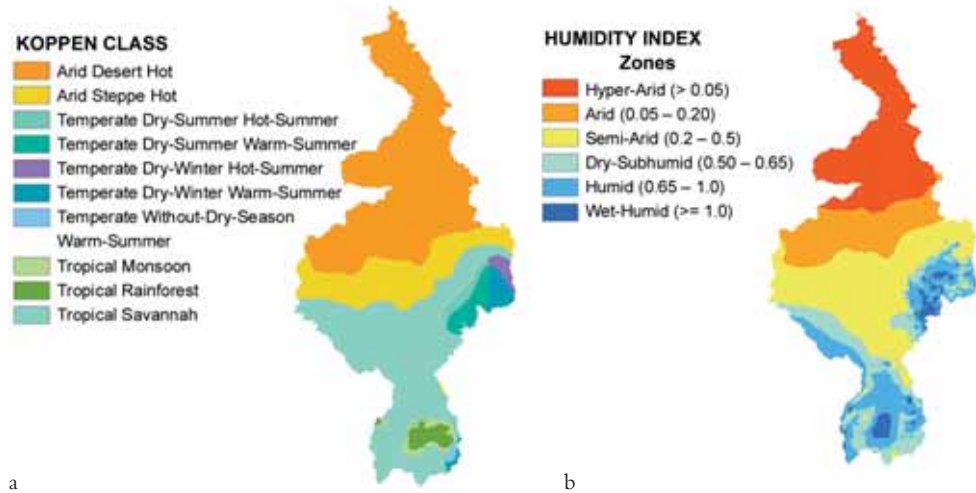 KOPPEN CLASS
Arid Desert Hot
Arid Steppe Hot
Temperate Dry-Summer Hot-Summer
Temperate Dry-Summer Warm-Summer
Temperate Dry-Winter Hot-Summer
Temperate Dry-Winter Warm-Summer
Temperate Without-Dry-Season
Warm-Summer
Tropical Monsoon
Tropical Rainforest
Tropical Savannah
a
HUMIDITY INDEX
Zones
Hyper-Arid (> 0.05)
Arid (0.05 – 0.20)
Semi-Arid (0.2 – 0.5)
Dry-Subhumid (0.50 – 0.65)
Humid (0.65 – 1.0)
Wet-Humid (>= 1.0)
b